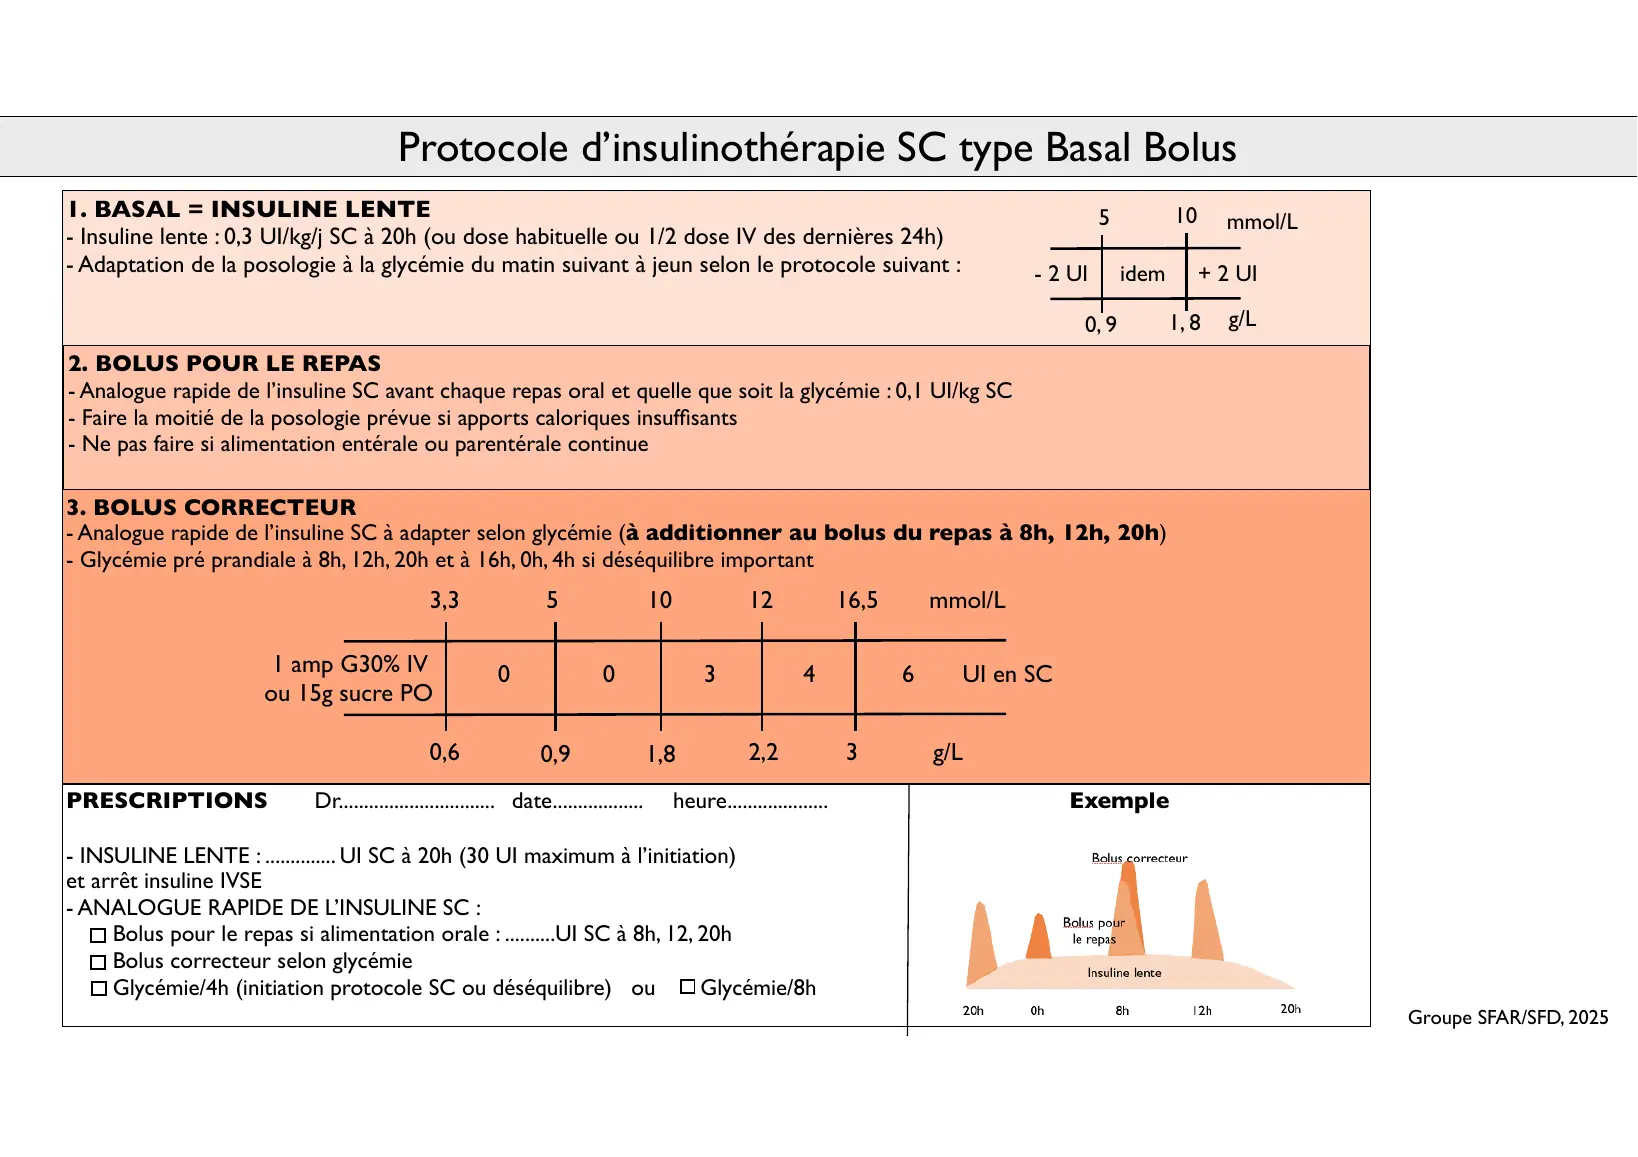 Protocole d’insulinothérapie SC type Basal Bolus
1. BASAL = INSULINE LENTE
- Insuline lente : 0,3 UI/kg/j SC à 20h (ou dose habituelle ou 1/2 dose IV des dernières 24h)
- Adaptation de la posologie à la glycémie du matin suivant à jeun selon le protocole suivant :
5 10 mmol/L
- 2 UI idem + 2 UI
0, 9 1, 8 g/L
2. BOLUS POUR LE REPAS
- Analogue rapide de l’insuline SC avant chaque repas oral et quelle que soit la glycémie : 0,1 UI/kg SC
- Faire la moitié de la posologie prévue si apports caloriques insuffisants
- Ne pas faire si alimentation entérale ou parentérale continue
3. BOLUS CORRECTEUR
- Analogue rapide de l’insuline SC à adapter selon glycémie (à additionner au bolus du repas à 8h, 12h, 20h)
- Glycémie pré prandiale à 8h, 12h, 20h et à 16h, 0h, 4h si déséquilibre important
3,3 5 10 12 16,5 mmol/L
1 amp G30% IV
ou 15g sucre PO
0 0 3 4 6 UI en SC
0,6 0,9 1,8 2,2 3 g/L
PRESCRIPTIONS Dr............................... date.................. heure....................
- INSULINE LENTE : .............. UI SC à 20h (30 UI maximum à l’initiation)
et arrêt insuline IVSE
- ANALOGUE RAPIDE DE L’INSULINE SC :
Bolus pour le repas si alimentation orale : ..........UI SC à 8h, 12, 20h
Bolus correcteur selon glycémie
Glycémie/4h (initiation protocole SC ou déséquilibre) ou Glycémie/8h
Exemple
Bolus correcteur
Bolus pour
le repas
Insuline lente
20h 0h 8h 12h 20h
Groupe SFAR/SFD, 2025